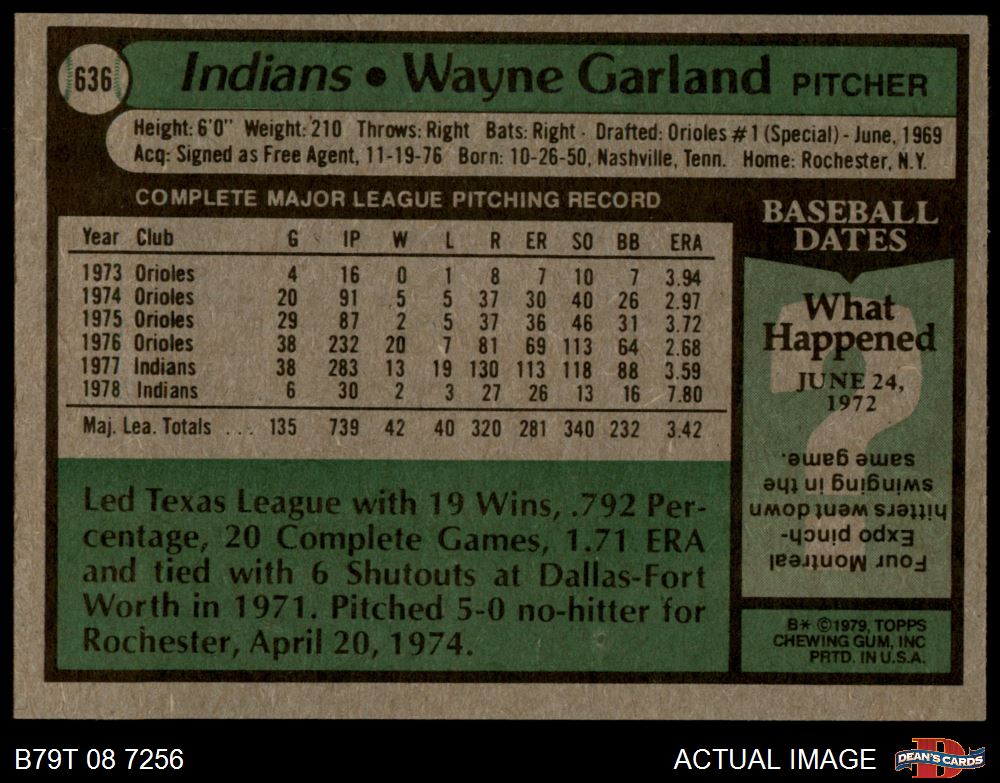 636
Indians • Wayne Garland PITCHER
Height: 6'0" Weight: 210 Throws: Right Bats: Right · Drafted: Orioles #1 (Special) - June, 1969
Acq: Signed as Free Agent, 11-19-76 Born: 10-26-50, Nashville, Tenn. Home: Rochester, N.Y.
COMPLETE MAJOR LEAGUE PITCHING RECORD
Year Club G IP W L R ER SO BB ERA
1973 Orioles 4 16 0 1 8 7 10 7 3.94
1974 Orioles 20 91 5 5 37 30 40 26 2.97
1975 Orioles 29 87 2 5 37 36 46 31 3.72
1976 Orioles 38 232 20 7 81 69 113 64 2.68
1977 Indians 38 283 13 19 130 113 118 88 3.59
1978 Indians 6 30 2 3 27 26 13 16 7.80
Maj. Lea. Totals ... 135 739 42 40 320 281 340 232 3.42
Led Texas League with 19 Wins, .792 Per-
centage, 20 Complete Games, 1.71 ERA
and tied with 6 Shutouts at Dallas-Fort
Worth in 1971. Pitched 5-0 no-hitter for
Rochester, April 20, 1974.
BASEBALL
DATES
What
Happened
JUNE 24,
1972
Four Montreal
Expo pinch-
hitters went down
swinging in the
same game.
B* ©1979, TOPPS
CHEWING GUM, INC
PRTD. IN U.S.A.
B79T 08 7256
ACTUAL IMAGE
DEAN'S CARDS